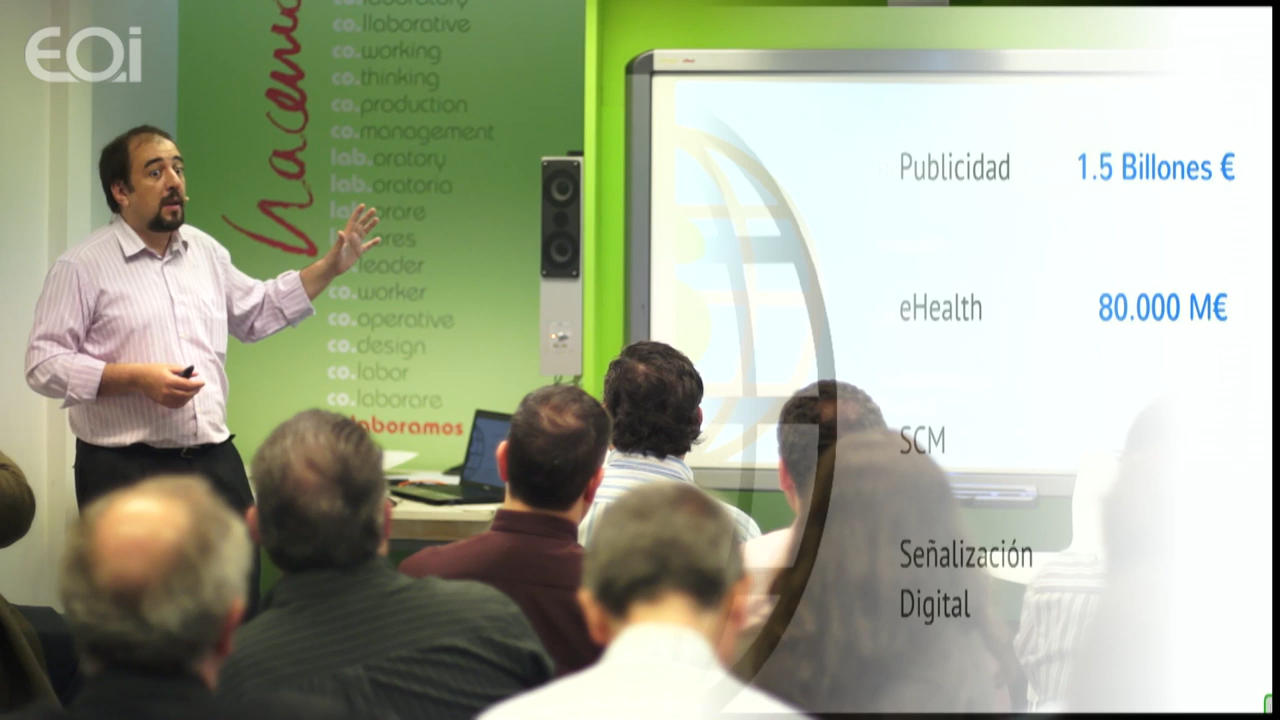 EOi
co.llaborative
co.working
co.thinking
co.production
co.management
lab.oratory
lab.oratoria
co.leader
co.worker
co.operative
co.design
co.labor
co.laborare
Publicidad 1.5 Billones €
eHealth 80.000 M€
SCM
Señalización
Digital